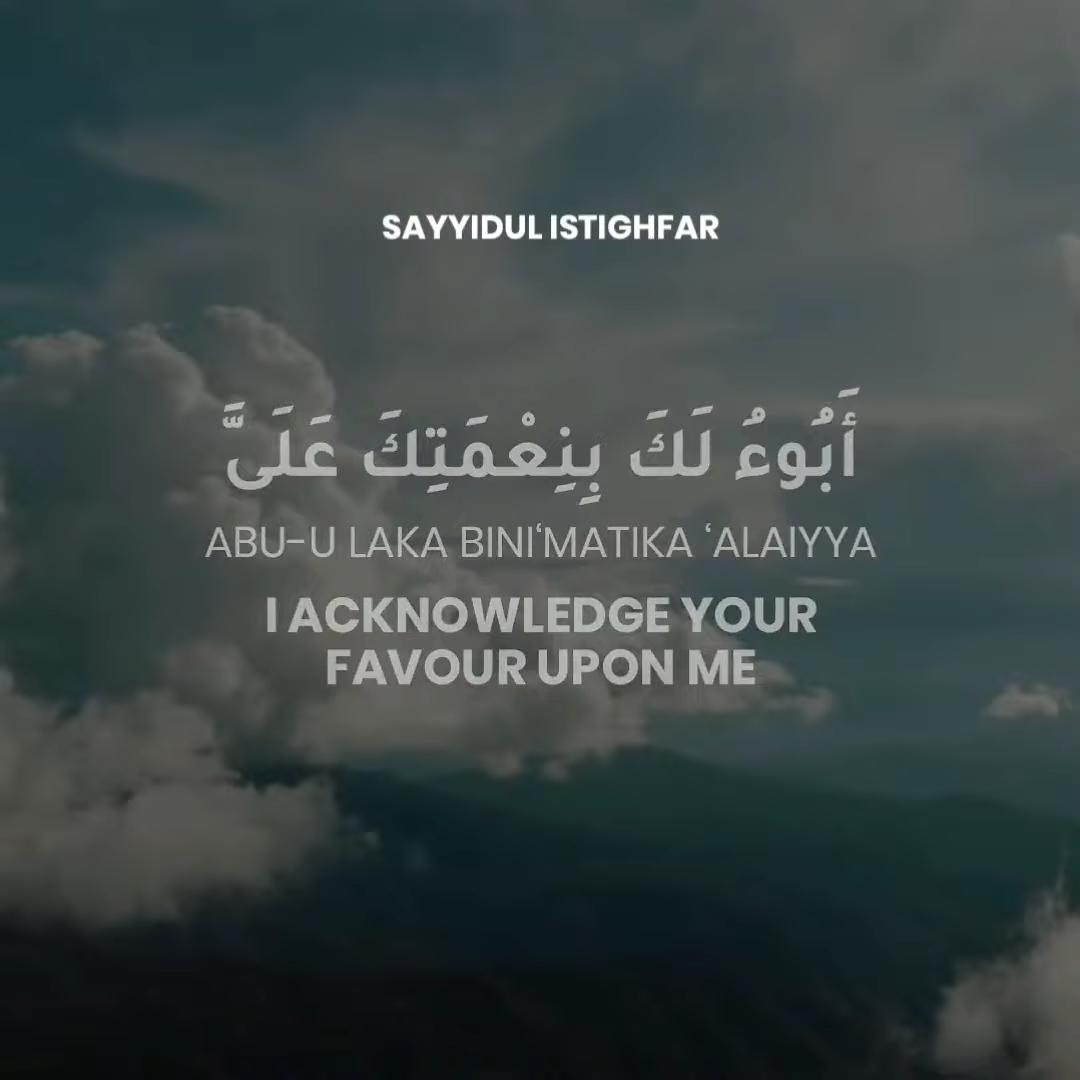 SAYYIDUL ISTIGHFAR
أَبُوءُ لَكَ بِنِعْمَتِكَ عَلَىَّ
ABU-U LAKA BINI‘MATIKA ‘ALAIYYA
I ACKNOWLEDGE YOUR
FAVOUR UPON ME